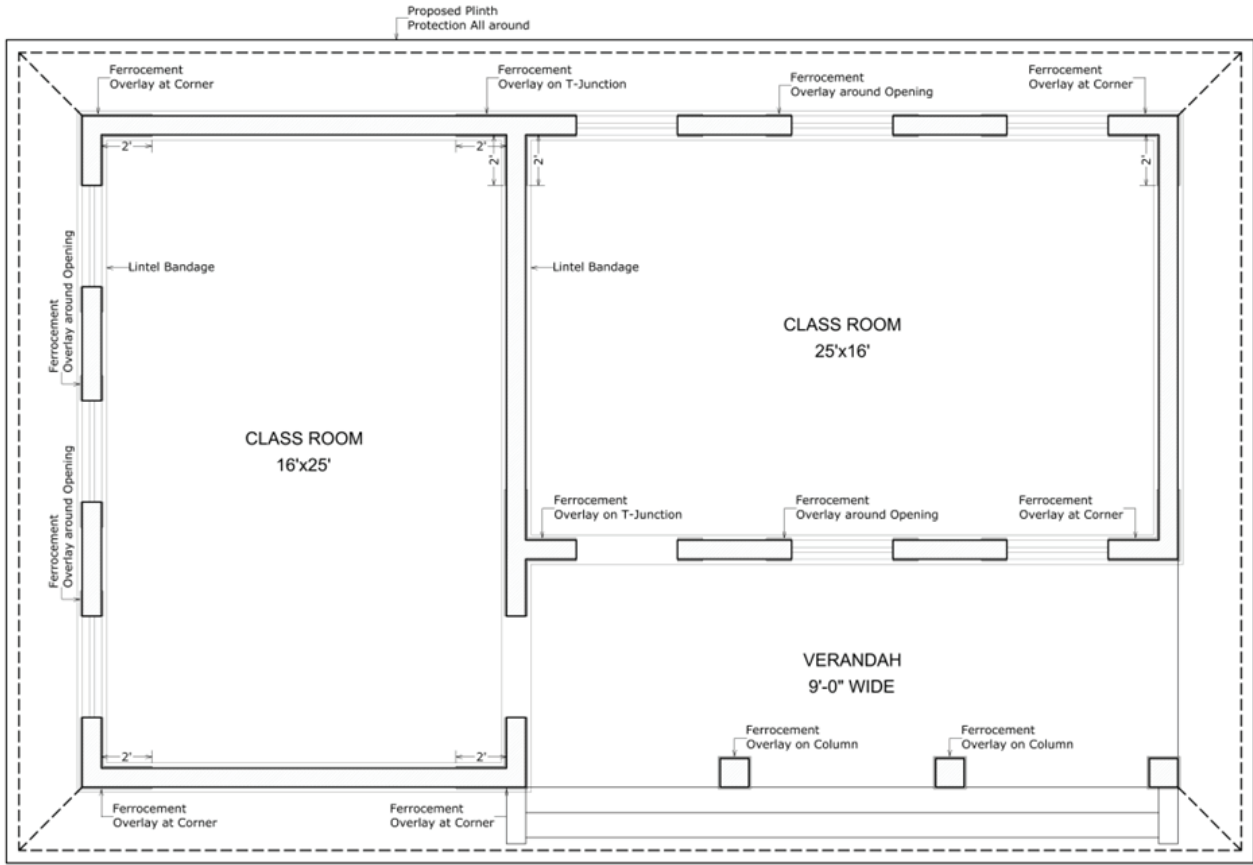 Proposed Plinth
Protection All around
Ferrocement
Overlay at Corner
Ferrocement
Overlay on T-Junction
Ferrocement
Overlay around Opening
Ferrocement
Overlay at Corner
2'
2'
2'
2'
2'
Lintel Bandage
Lintel Bandage
Ferrocement
Overlay around Opening
CLASS ROOM
25'x16'
CLASS ROOM
16'x25'
Ferrocement
Overlay around Opening
Ferrocement
Overlay on T-Junction
Ferrocement
Overlay around Opening
Ferrocement
Overlay at Corner
VERANDAH
9'-0" WIDE
Ferrocement
Overlay on Column
Ferrocement
Overlay on Column
2'
2'
Ferrocement
Overlay at Corner
Ferrocement
Overlay at Corner